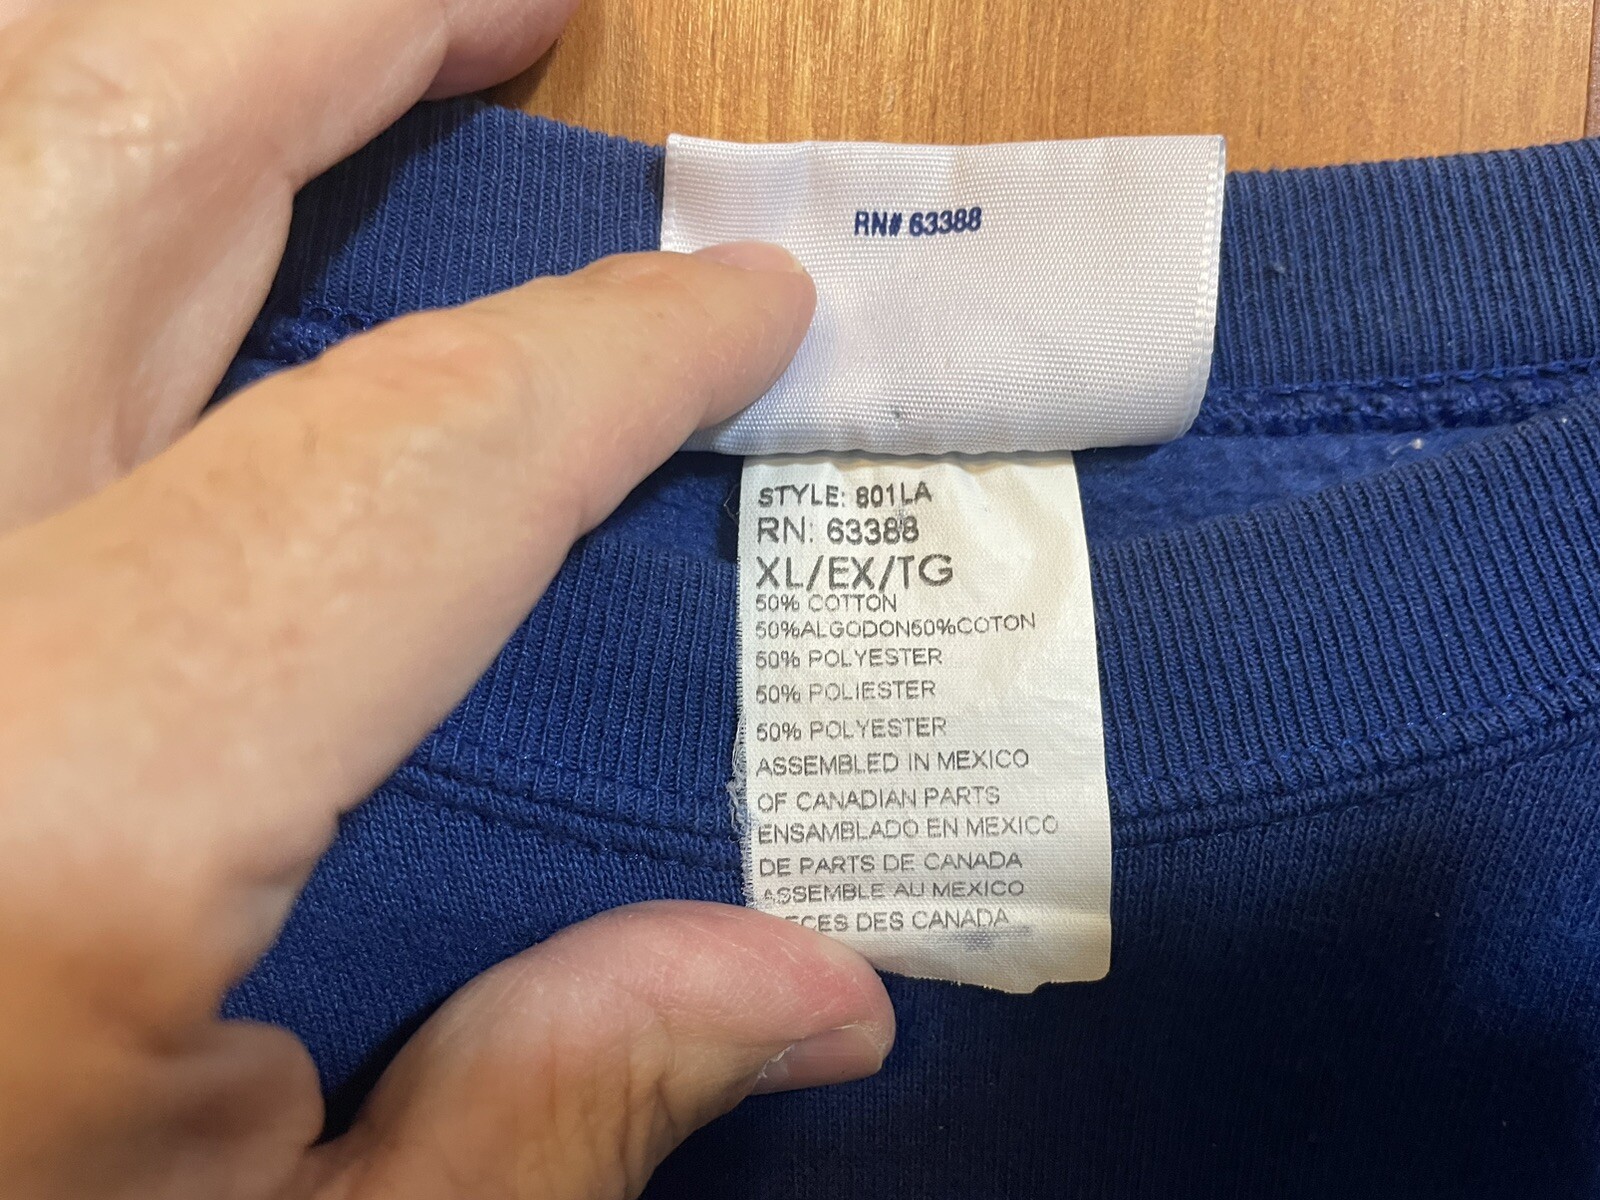 RN# 63388
STYLE: 801LA
RN: 63388
XL/EX/TG
50% COTTON
50%ALGODON50%COTON
50% POLYESTER
50% POLIESTER
50% POLYESTER
ASSEMBLED IN MEXICO
OF CANADIAN PARTS
ENSAMBLADO EN MEXICO
DE PARTS DE CANADA
ASSEMBLE AU MEXICO
DES CANADA